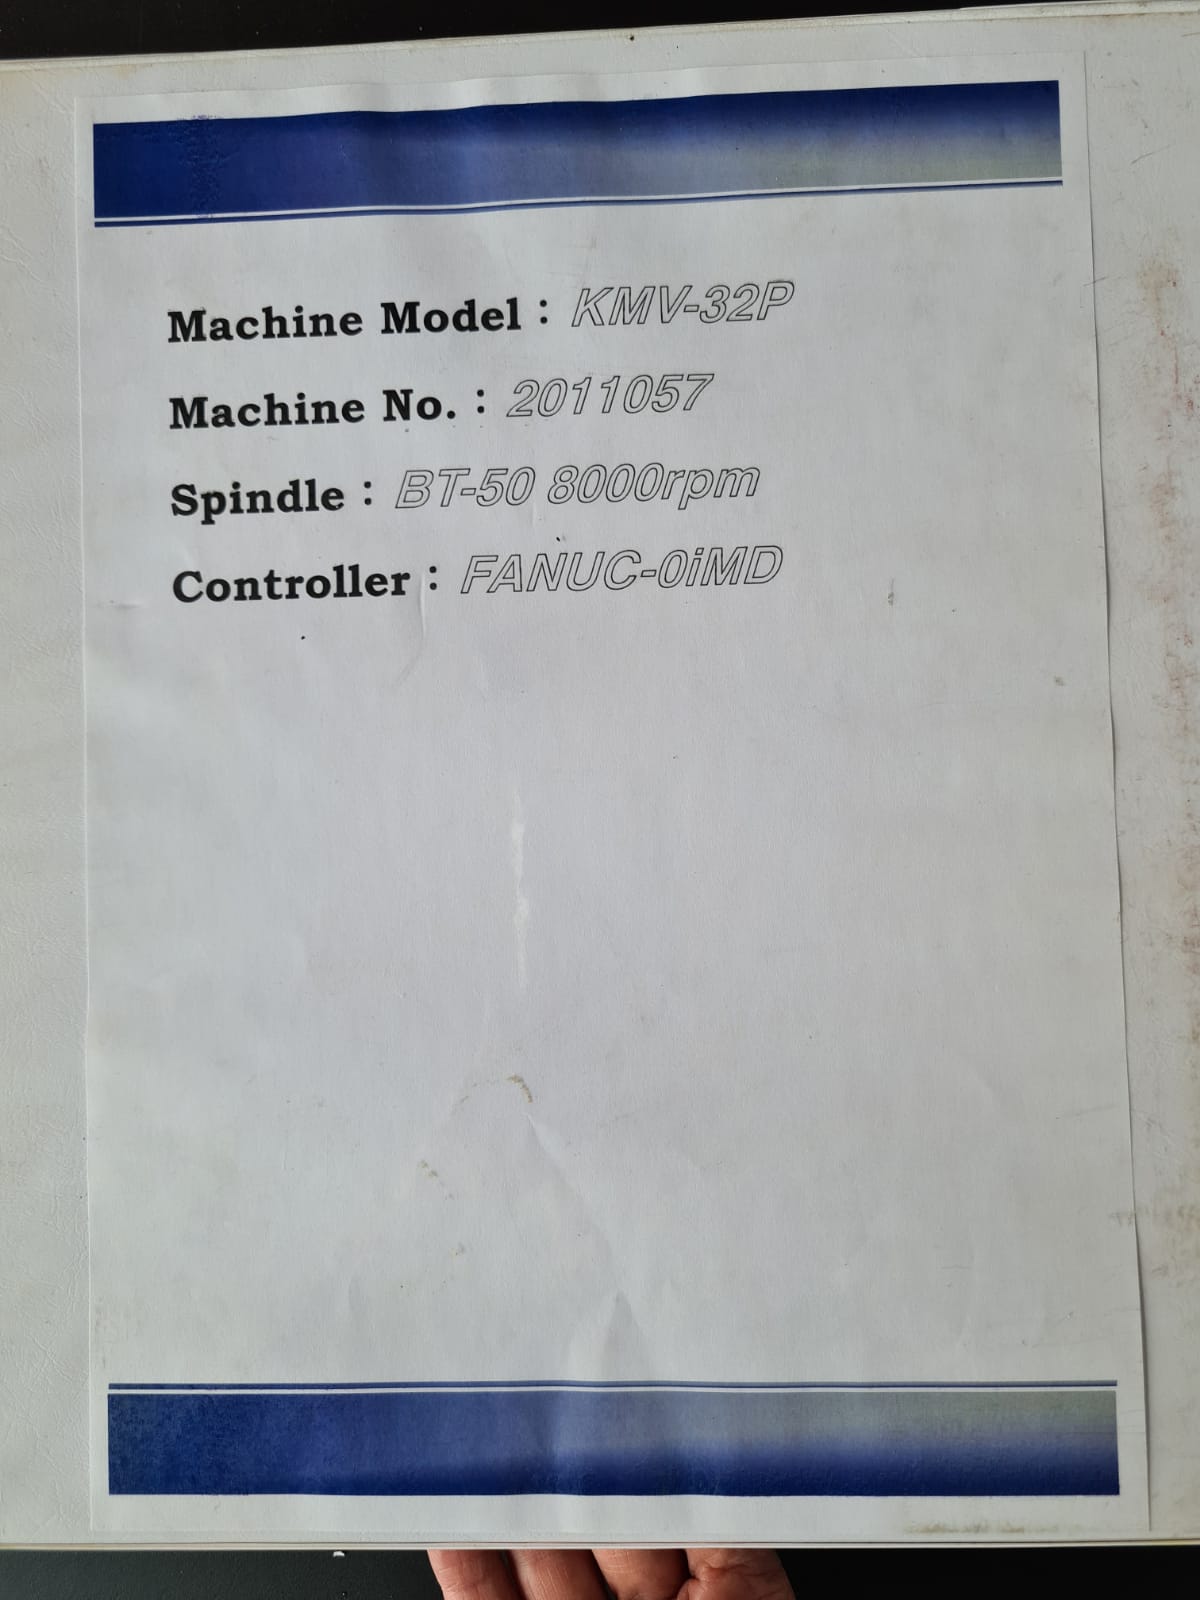 Machine Model : KMV-32P
Machine No. : 2011057
Spindle : BT-50 8000rpm
Controller : FANUC-0iMD